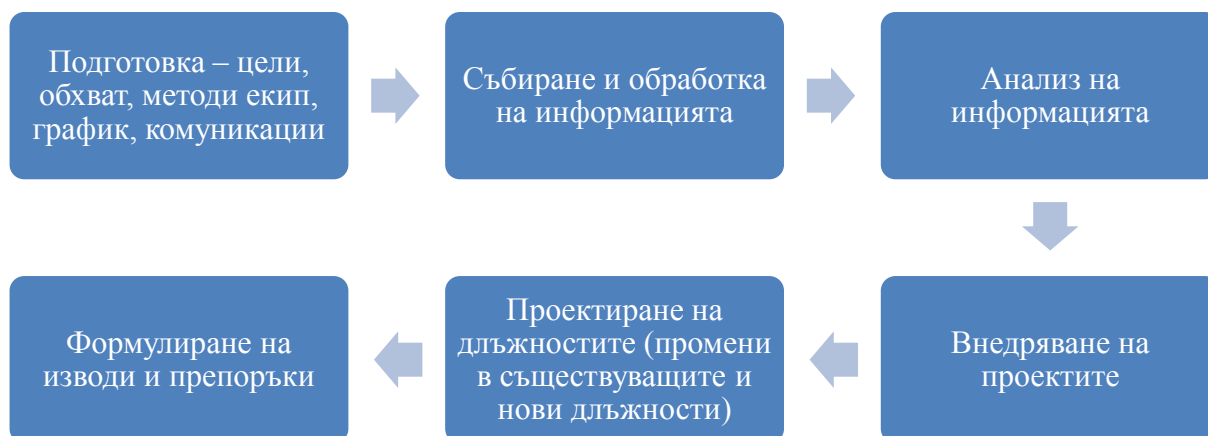 Подготовка – цели,
обхват, методи екип,
график, комуникации
Събиране и обработка
на информацията
Анализ на
информацията
Внедряване на
проектите
Проектиране на
длъжностите (промени
в съществуващите и
нови длъжности)
Формулиране на
изводи и препоръки